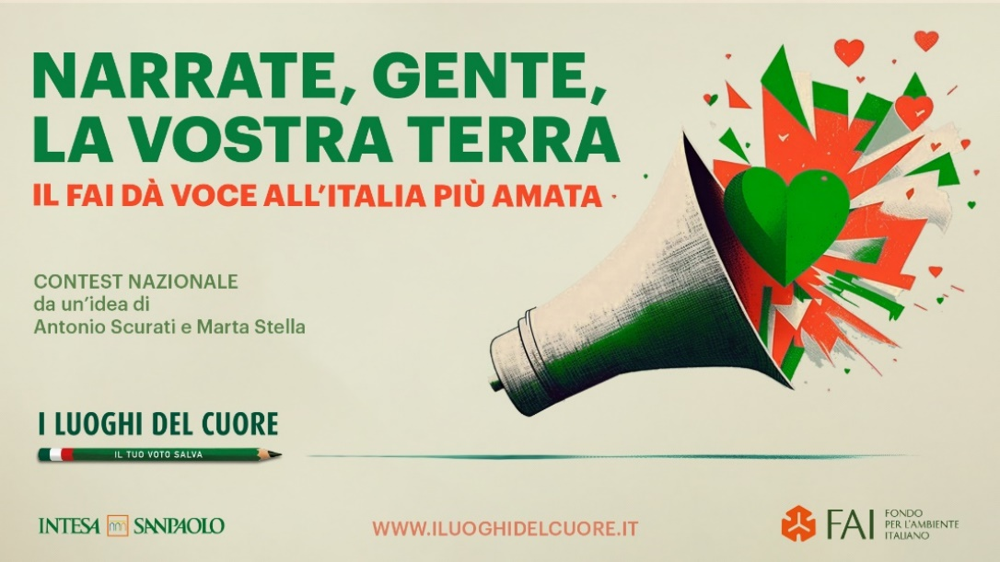 NARRATE, GENTE,
LA VOSTRA TERRA
IL FAI DÀ VOCE ALL'ITALIA PIÙ AMATA
CONTEST NAZIONALE
da un'idea di
Antonio Scurati e Marta Stella
I LUOGHI DEL CUORE
IL TUO VOTO SALVA
INTESA SANPAOLO
WWW.ILUOGHIDELCUORE.IT
FAI
FONDO
PER L'AMBIENTE
ITALIANO